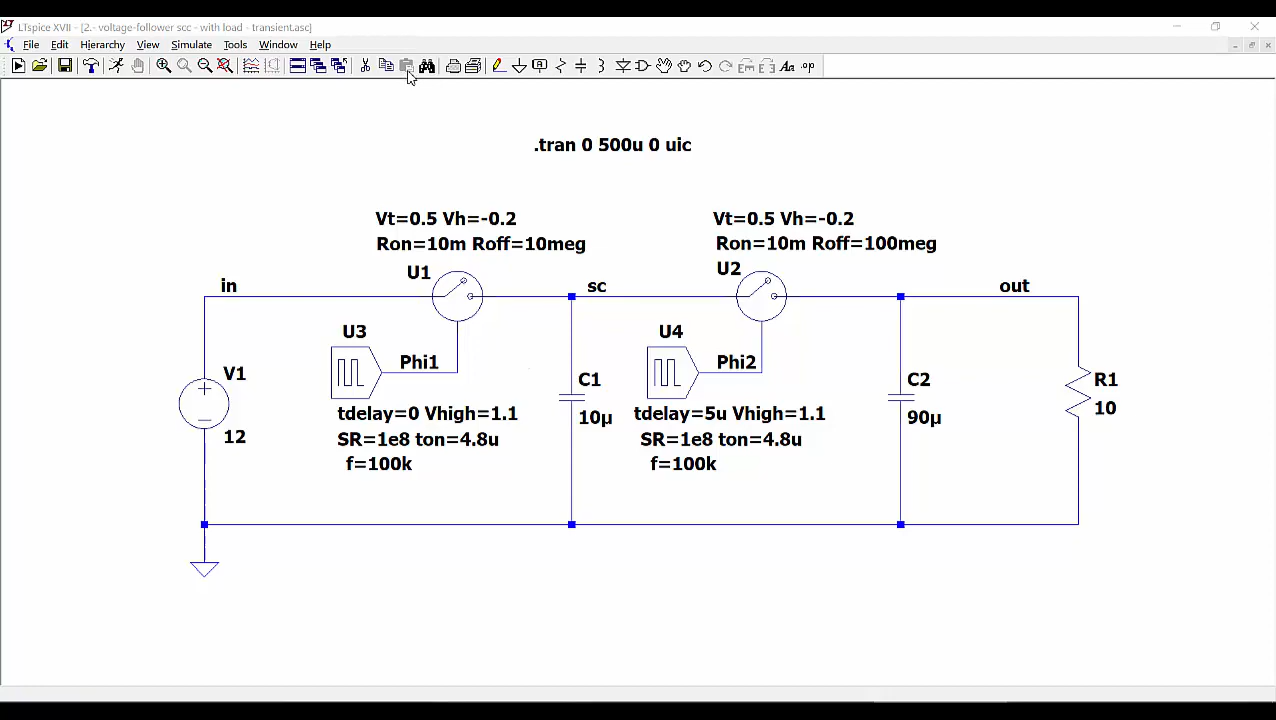 LTspice XVII - [2.- voltage-follower scc - with load - transient.asc]
File Edit Hierarchy View Simulate Tools Window Help
.tran 0 500u 0 uic
Vt=0.5 Vh=-0.2
Ron=10m Roff=10meg
U1
Vt=0.5 Vh=-0.2
Ron=10m Roff=100meg
U2
in
sc
out
U3
Phi1
U4
Phi2
V1
12
C1
10µ
C2
90µ
R1
10
tdelay=0 Vhigh=1.1
SR=1e8 ton=4.8u
f=100k
tdelay=5u Vhigh=1.1
SR=1e8 ton=4.8u
f=100k
Aa
.op